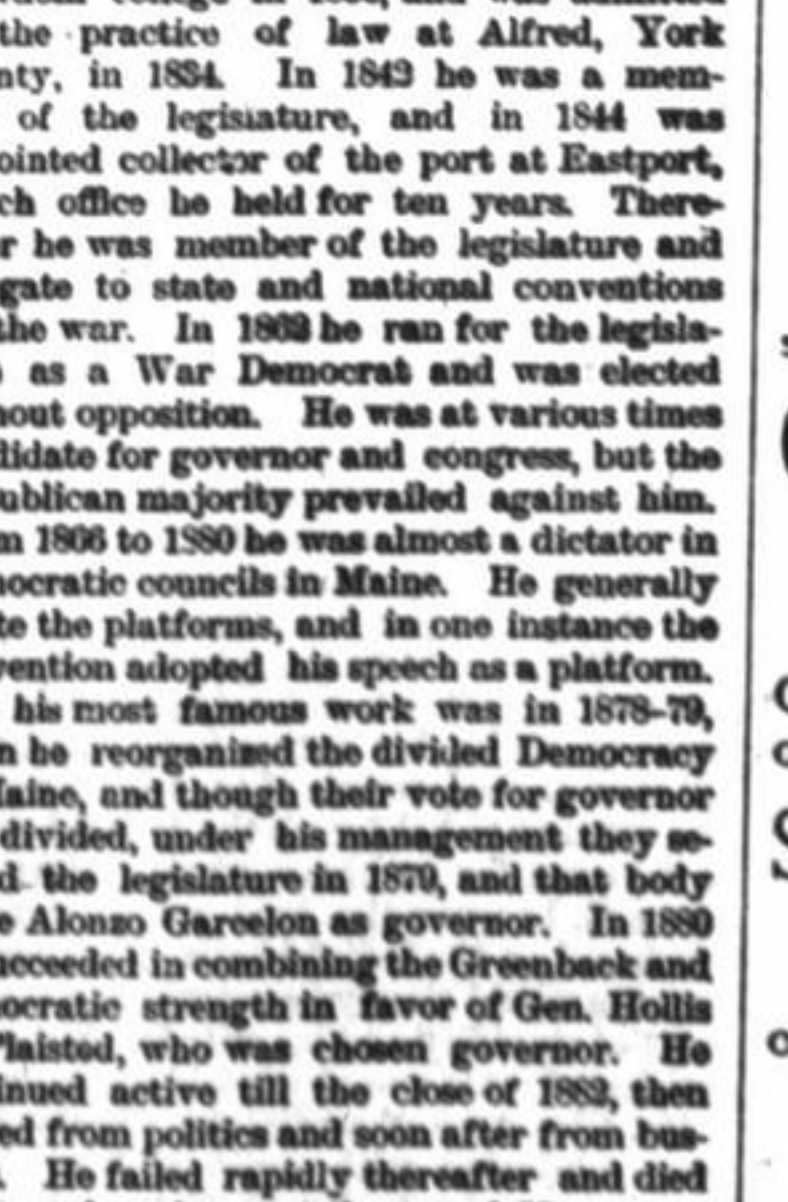 the practice of law at Alfred, York
nty, in 1834. In 1842 he was a mem-
of the legislature, and in 1844 was
ointed collector of the port at Eastport,
ch office he held for ten years. There-
r he was member of the legislature and
gate to state and national conventions
the war. In 1862 he ran for the legisla-
as a War Democrat and was elected
hout opposition. He was at various times
didate for governor and congress, but the
ublican majority prevailed against him.
m 1866 to 1880 he was almost a dictator in
mocratic councils in Maine. He generally
te the platforms, and in one instance the
vention adopted his speech as a platform.
his most famous work was in 1878-79,
n he reorganized the divided Democracy
Maine, and though their vote for governor
divided, under his management they se-
d the legislature in 1879, and that body
e Alonzo Garcelon as governor. In 1880
ucceeded in combining the Greenback and
mocratic strength in favor of Gen. Hollis
Plaisted, who was chosen governor. He
tinued active till the close of 1882, then
ed from politics and soon after from bus-
He failed rapidly thereafter and died